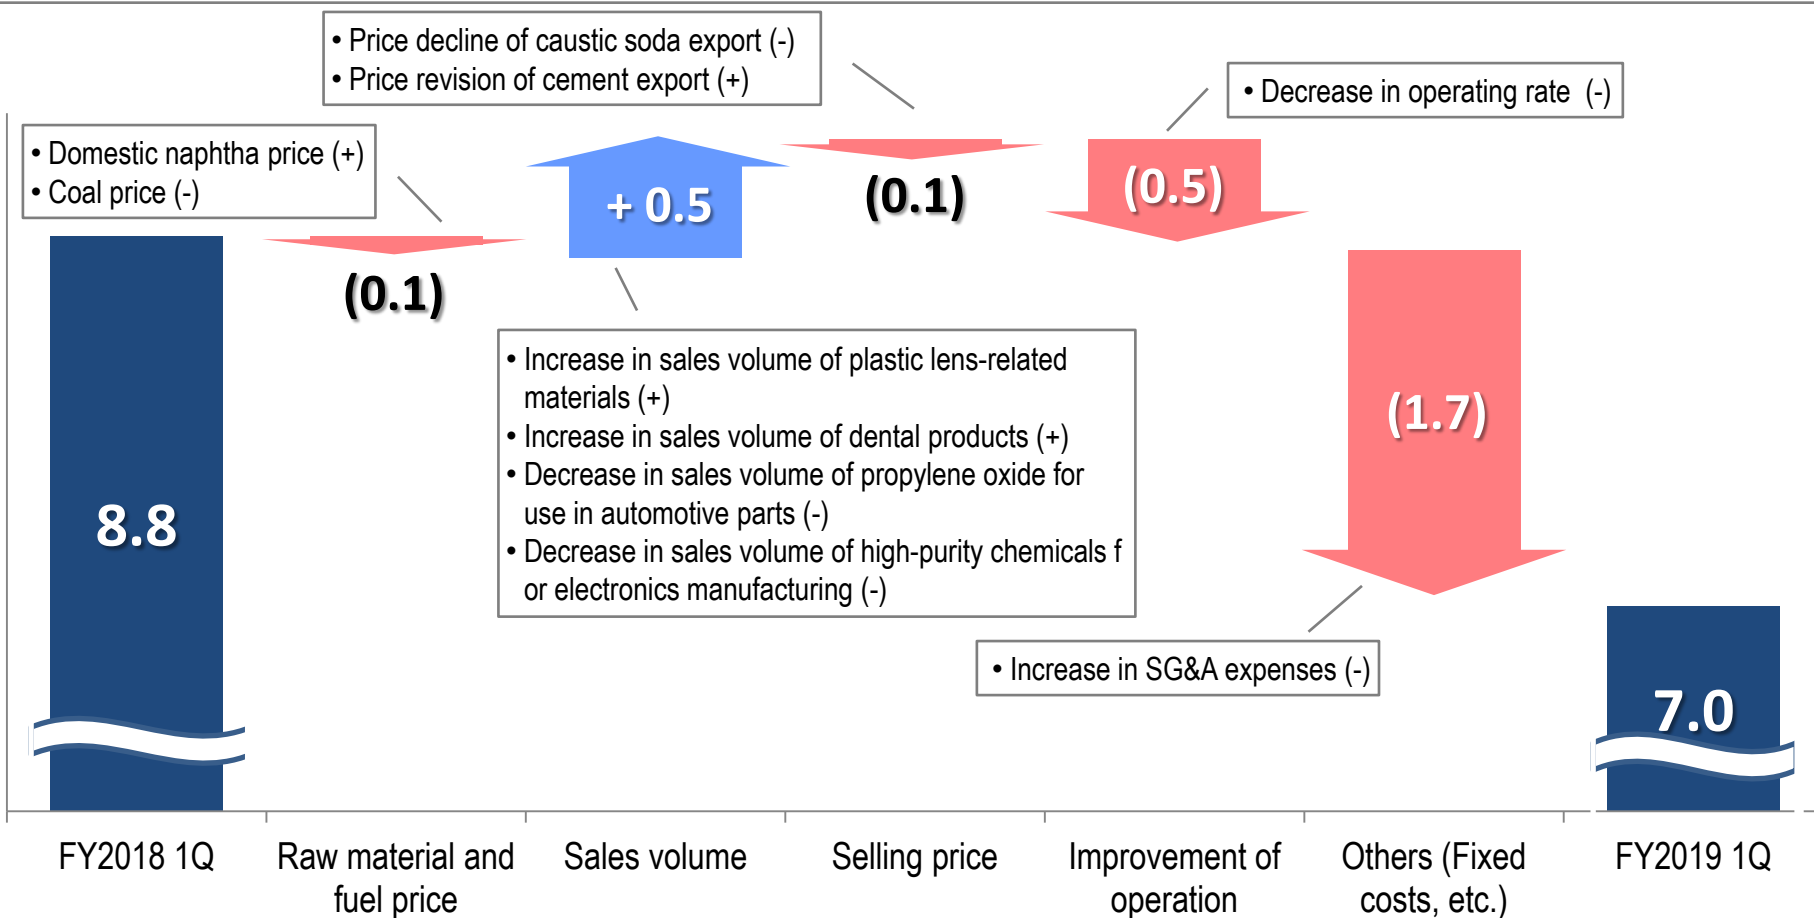 • Price decline of caustic soda export (-)
• Price revision of cement export (+)
• Decrease in operating rate (-)
• Domestic naphtha price (+)
• Coal price (-)
(0.1)
+ 0.5
(0.1)
(0.5)
(1.7)
• Increase in sales volume of plastic lens-related
materials (+)
• Increase in sales volume of dental products (+)
• Decrease in sales volume of propylene oxide for
use in automotive parts (-)
• Decrease in sales volume of high-purity chemicals f
or electronics manufacturing (-)
8.8
• Increase in SG&A expenses (-)
7.0
FY2018 1Q
Raw material and
fuel price
Sales volume
Selling price
Improvement of
operation
Others (Fixed
costs, etc.)
FY2019 1Q